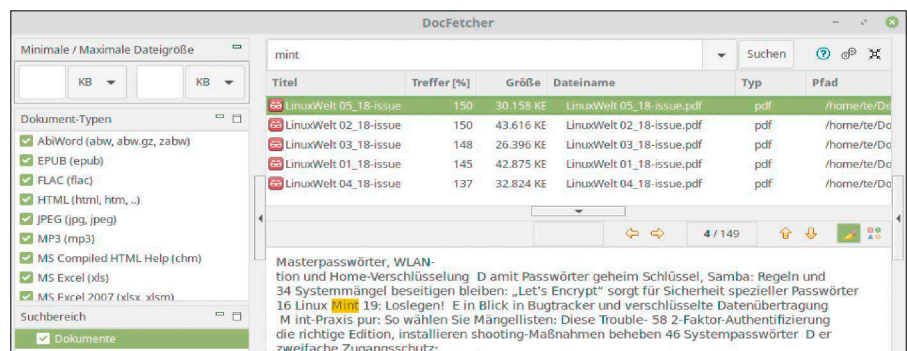 DocFetcher
Minimale / Maximale Dateigröße
KB KB
Dokument-Typen
AbiWord (abw, abw.gz, zabw)
EPUB (epub)
FLAC (flac)
HTML (html, htm, ..)
JPEG (jpg, jpeg)
MP3 (mp3)
MS Compiled HTML Help (chm)
MS Excel (xls)
MS Excel 2007 (xlsx, xlsm)
Suchbereich
Dokumente
mint Suchen
Titel Treffer [%] Größe Dateiname Typ Pfad
LinuxWelt 05_18-issue 150 30.158 KE LinuxWelt 05_18-issue.pdf pdf /home/te/Do
LinuxWelt 02_18-issue 150 43.616 KE LinuxWelt 02_18-issue.pdf pdf /home/te/Do
LinuxWelt 03_18-issue 148 26.396 KE LinuxWelt 03_18-issue.pdf pdf /home/te/Do
LinuxWelt 01_18-issue 145 42.875 KE LinuxWelt 01_18-issue.pdf pdf /home/te/Do
LinuxWelt 04_18-issue 137 32.824 KE LinuxWelt 04_18-issue.pdf pdf /home/te/Do
4 / 149
Masterpasswörter, WLAN-
tion und Home-Verschlüsselung D amit Passwörter geheim Schlüssel, Samba: Regeln und
34 Systemmängel beseitigen bleiben: „Let's Encrypt" sorgt für Sicherheit spezieller Passwörter
16 Linux Mint 19: Loslegen! E in Blick in Bugtracker und verschlüsselte Datenübertragung
M int-Praxis pur: So wählen Sie Mängellisten: Diese Trouble- 58 2-Faktor-Authentifizierung
die richtige Edition, installieren shooting-Maßnahmen beheben 46 Systempasswörter D er
zweifache Zugangsschutz: